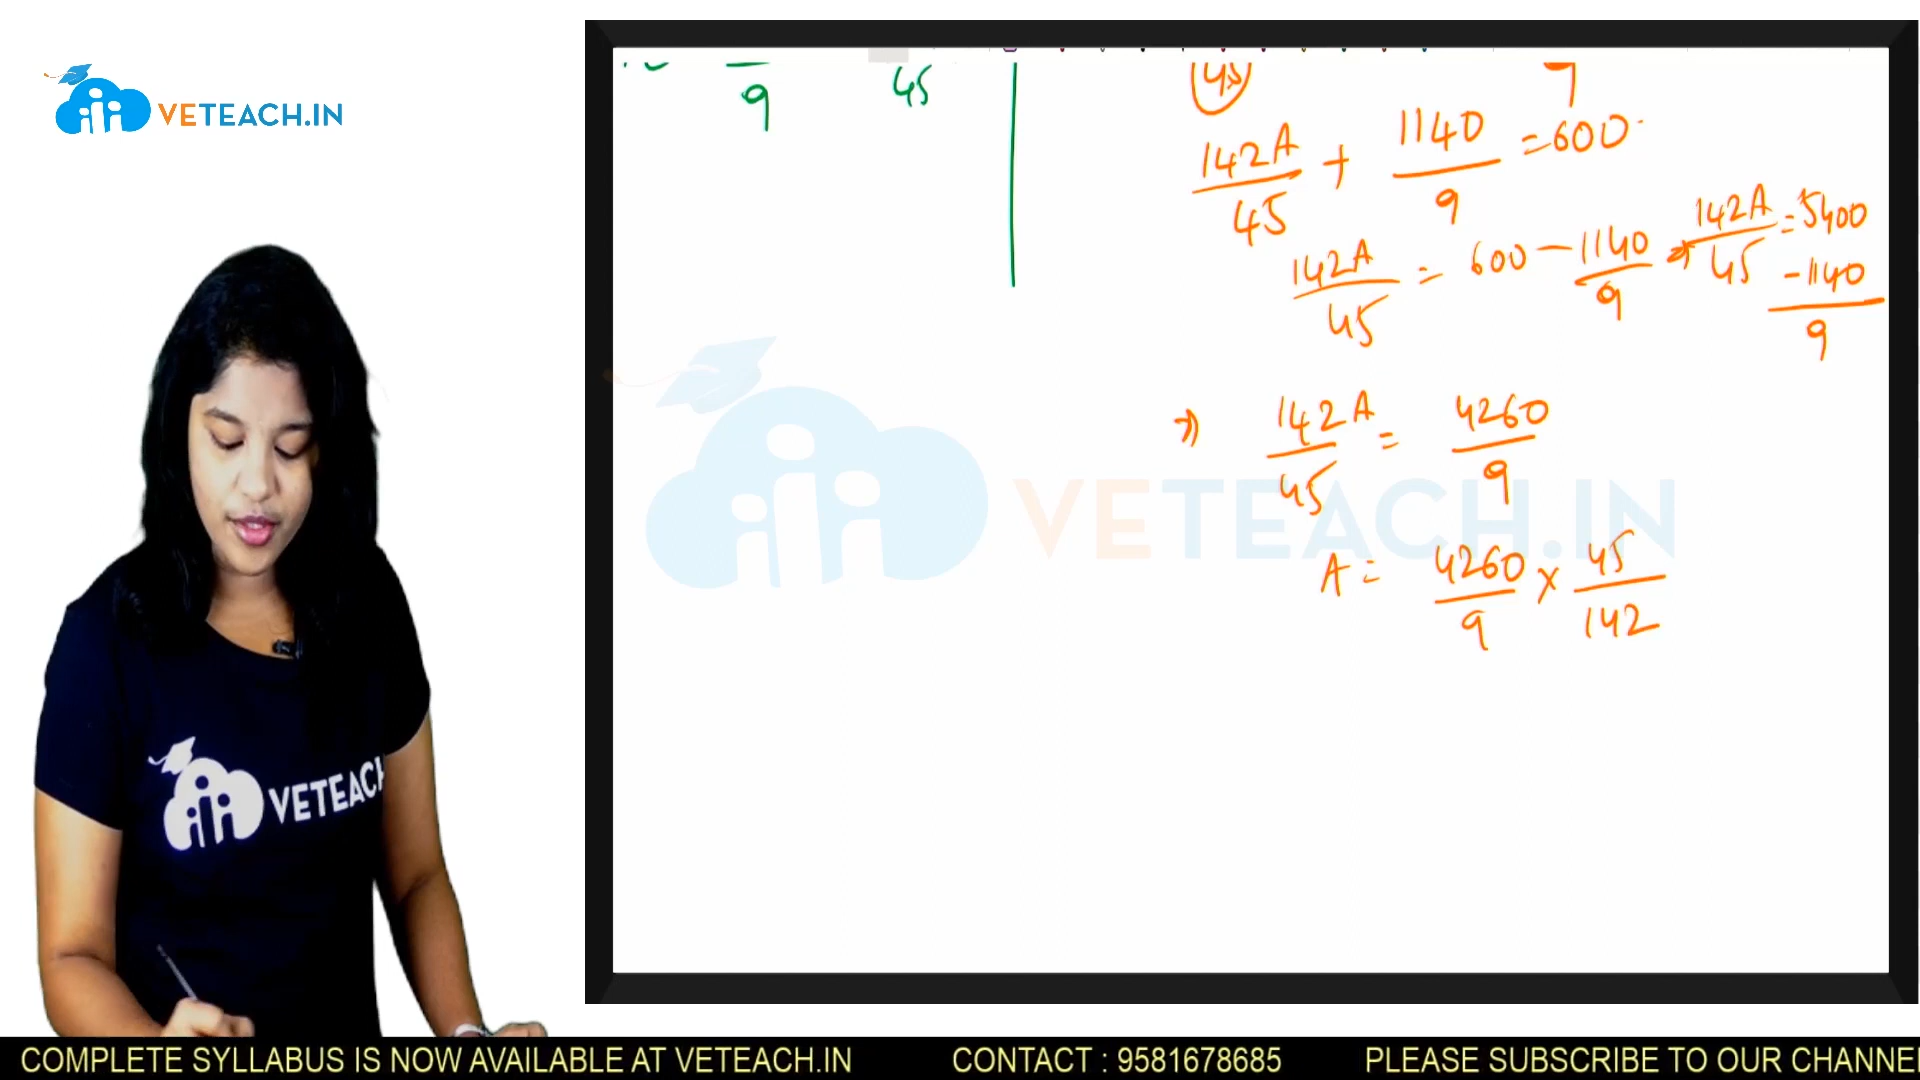 VETEACH.IN
9 45
45 9
142A/45 + 1140/9 = 600
142A/45 = 600 - 1140/9 ⇒ 142A/45 = 5400 - 1140/9
⇒ 142A/45 = 4260/9
A = 4260/9 × 45/142
VETEACH.IN
VETEACH
COMPLETE SYLLABUS IS NOW AVAILABLE AT VETEACH.IN CONTACT : 9581678685 PLEASE SUBSCRIBE TO OUR CHANNE